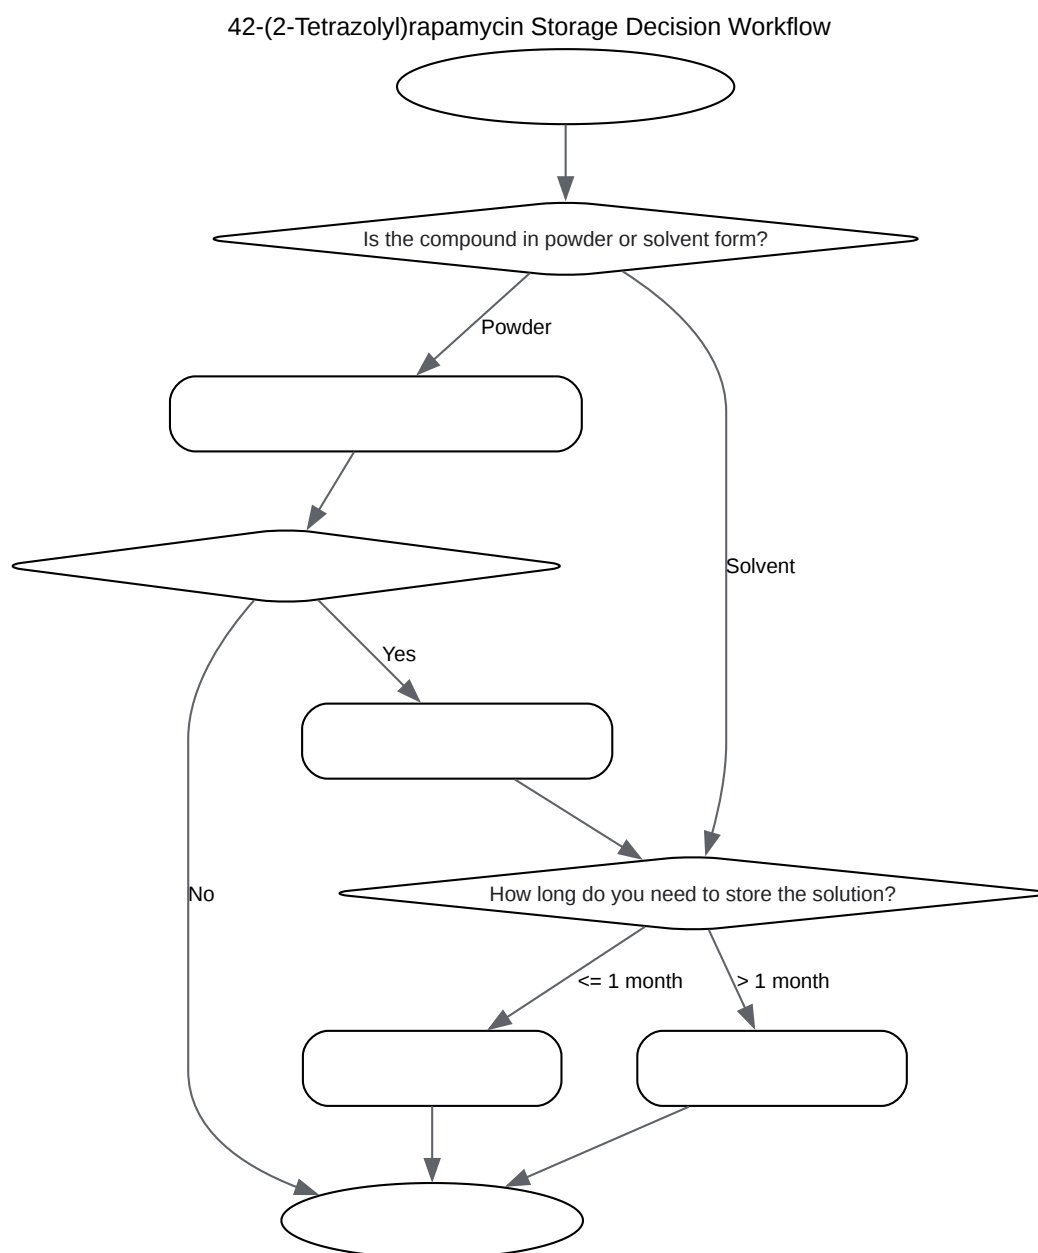 42-(2-Tetrazolyl)rapamycin Storage Decision Workflow
Is the compound in powder or solvent form?
Powder
Solvent
Yes
No
How long do you need to store the solution?
<= 1 month
> 1 month